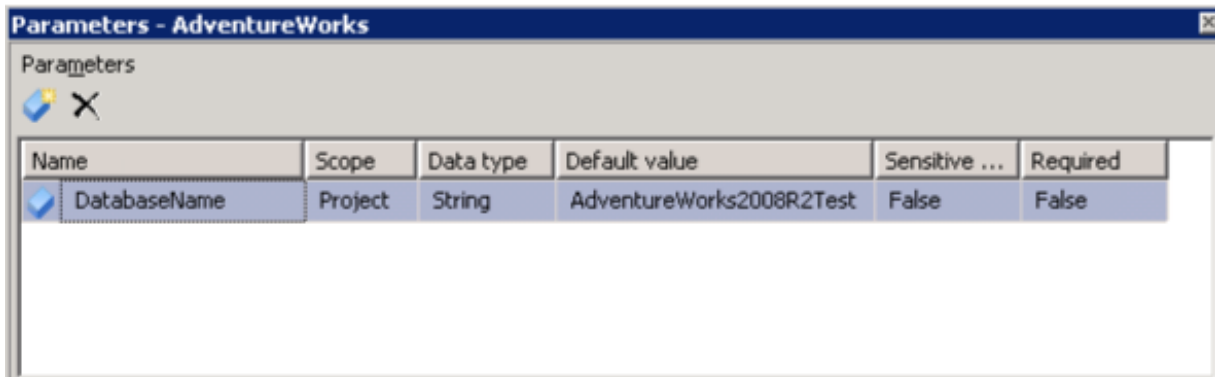 Parameters - AdventureWorks
Parameters
Name Scope Data type Default value Sensitive ... Required
DatabaseName Project String AdventureWorks2008R2Test False False